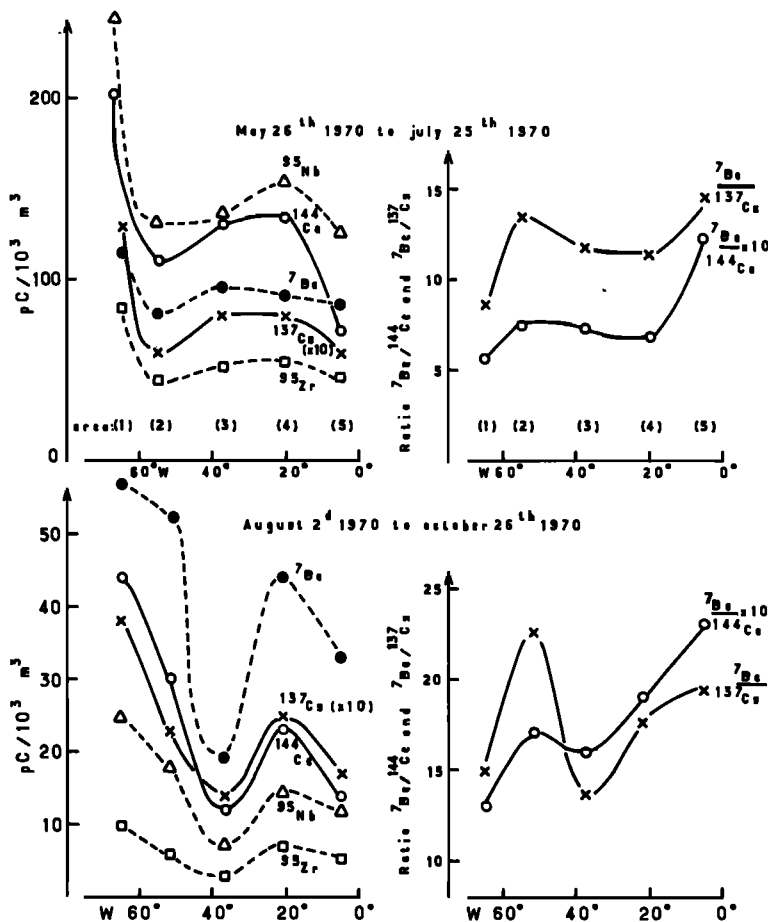 May 26th 1970 to july 25th 1970
pC/10³ m³
200
100
0
95Nb
144Ce
7Be
137Cs (x10)
95Zr
area:(1) (2) (3) (4) (5)
60°W 40° 20° 0°
Ratio 7Be/144Ce and 7Be/137Cs
15
10
5
7Be/137Cs
7Be/144Ce x10
(1) (2) (3) (4) (5)
W 60° 40° 20° 0°
August 2d 1970 to october 26th 1970
pC/10³ m³
50
40
30
20
10
7Be
137Cs (x10)
144Ce
95Nb
95Zr
W 60° 40° 20° 0°
Ratio 7Be/144Ce and 7Be/137Cs
25
20
15
10
7Be/144Ce x10
7Be/137Cs
W 60° 40° 20° 0°